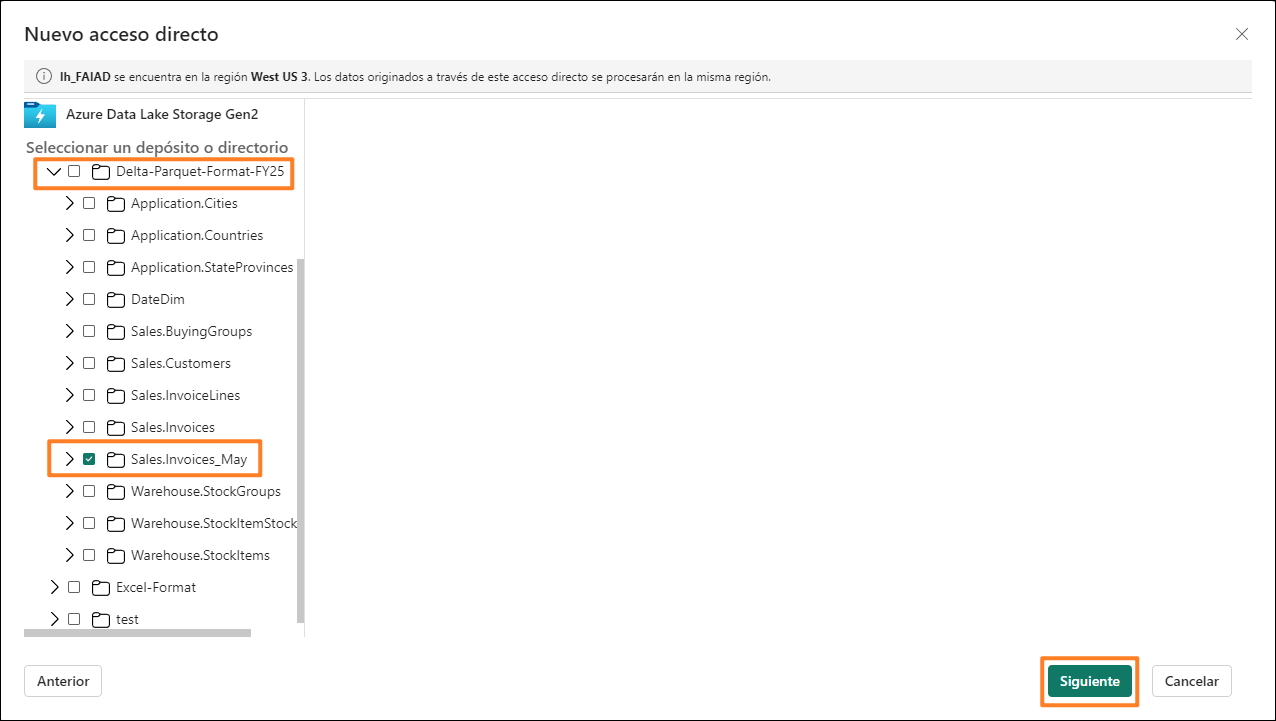 Nuevo acceso directo
lh_FAIAD se encuentra en la región West US 3. Los datos originados a través de este acceso directo se procesarán en la misma región.
Azure Data Lake Storage Gen2
Seleccionar un depósito o directorio
Delta-Parquet-Format-FY25
Application.Cities
Application.Countries
Application.StateProvinces
DateDim
Sales.BuyingGroups
Sales.Customers
Sales.InvoiceLines
Sales.Invoices
Sales.Invoices_May
Warehouse.StockGroups
Warehouse.StockItemStock
Warehouse.StockItems
Excel-Format
test
Anterior
Siguiente
Cancelar